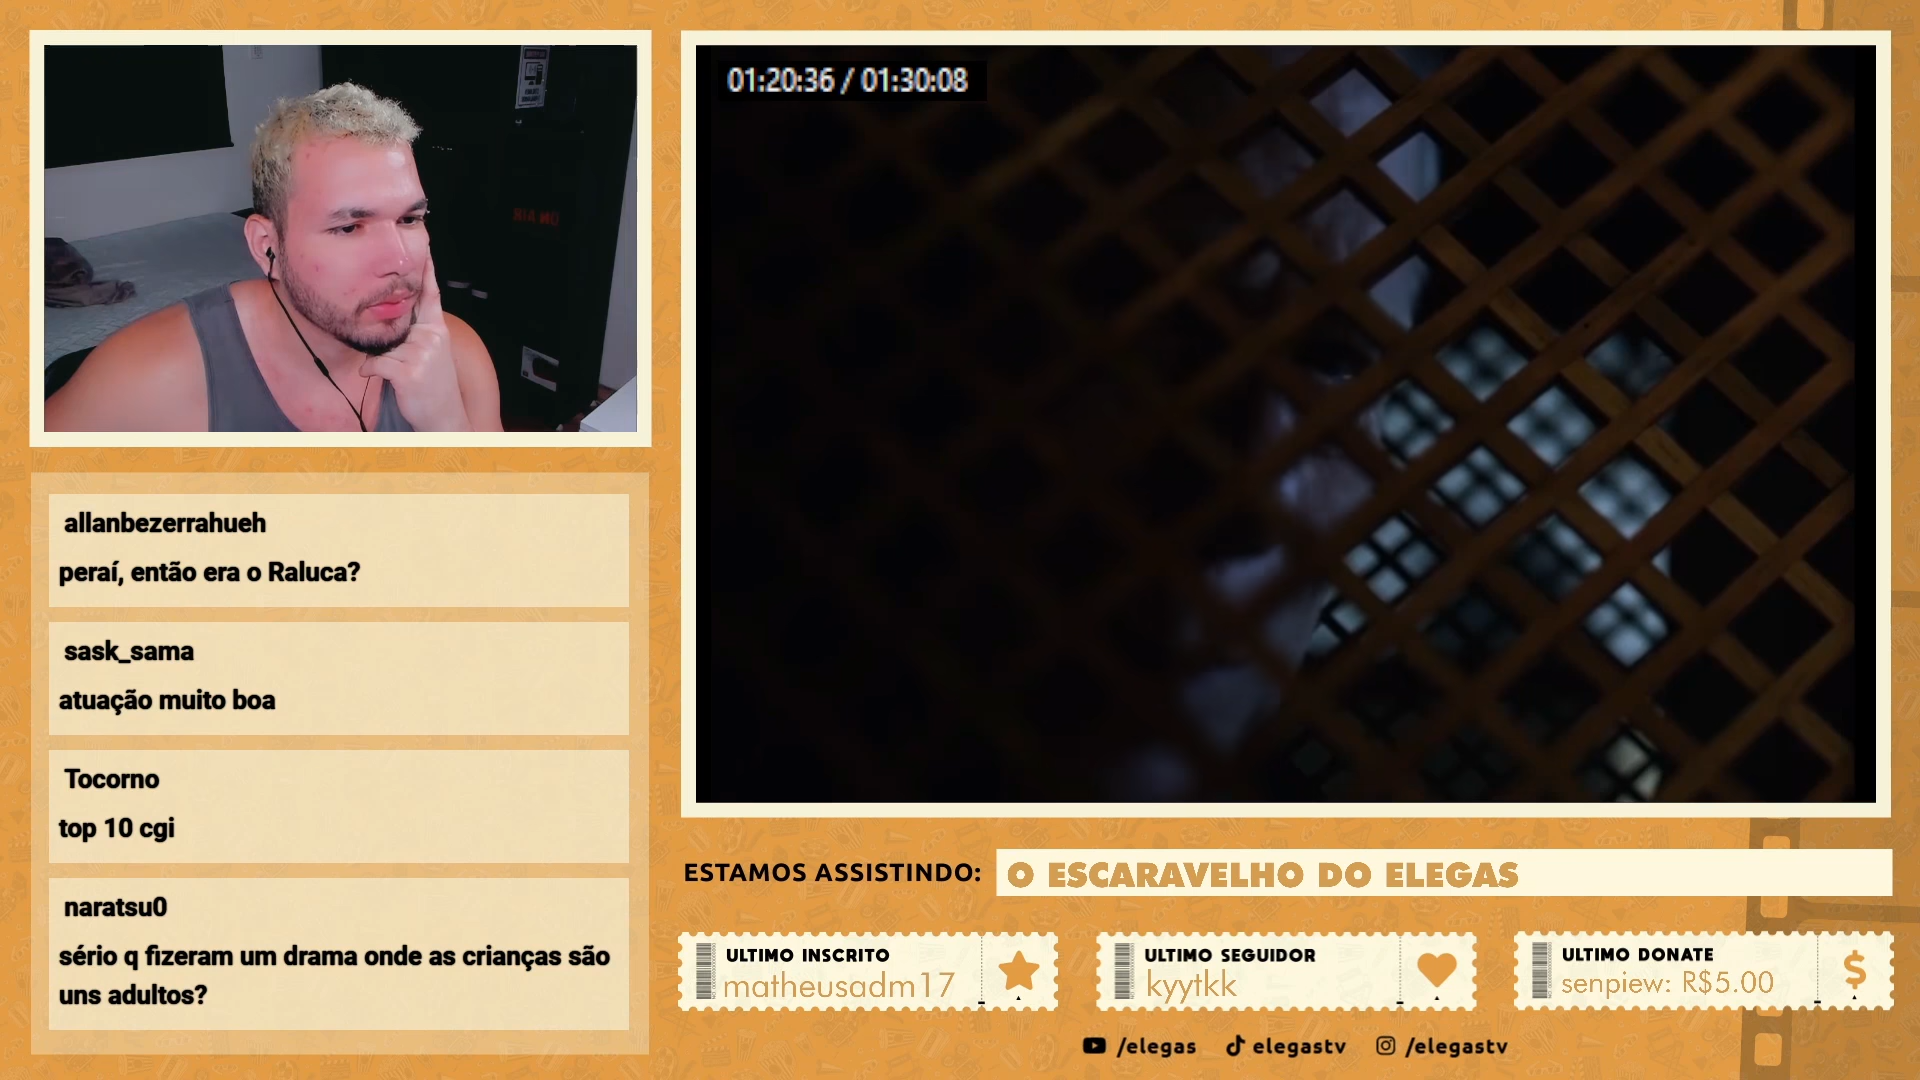 01:20:36 / 01:30:08
allanbezerrahueh
peraí, então era o Raluca?
sask_sama
atuação muito boa
Tocorno
top 10 cgi
naratsu0
sério q fizeram um drama onde as crianças são
uns adultos?
ESTAMOS ASSISTINDO: O ESCARAVELHO DO ELEGAS
ULTIMO INSCRITO
matheusadm17
ULTIMO SEGUIDOR
kyytkk
ULTIMO DONATE
senpiew: R$5.00
/elegas elegastv /elegastv